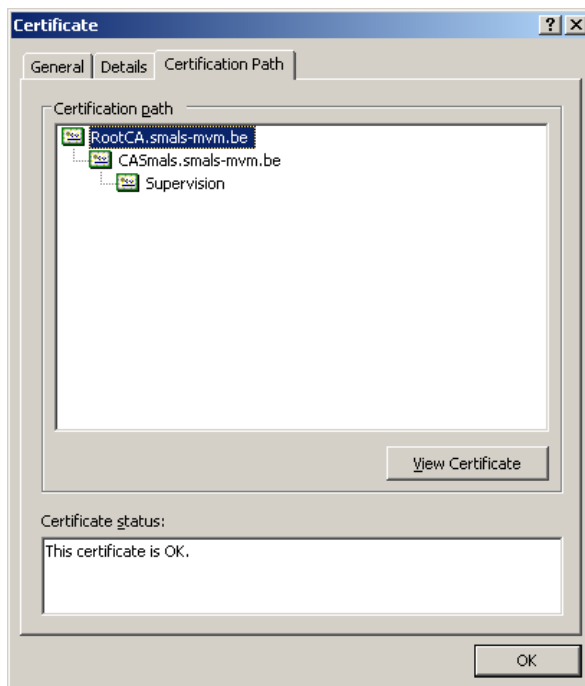 Certificate
General
Details
Certification Path
Certification path
RootCA.smals-mvm.be
CASmals.smals-mvm.be
Supervision
View Certificate
Certificate status:
This certificate is OK.
OK